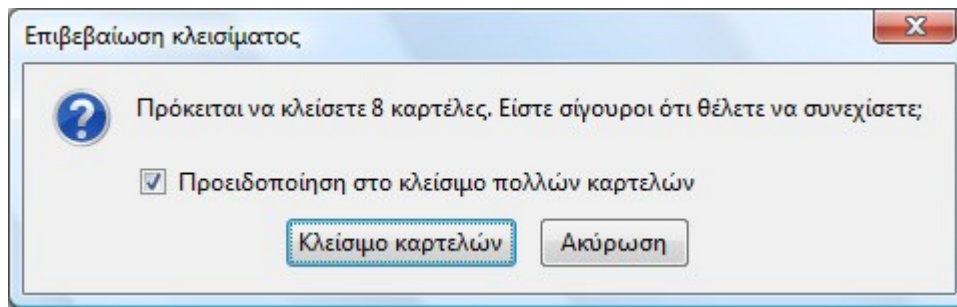 Επιβεβαίωση κλεισίματος
Πρόκειται να κλείσετε 8 καρτέλες. Είστε σίγουροι ότι θέλετε να συνεχίσετε;
Προειδοποίηση στο κλείσιμο πολλών καρτελών
Κλείσιμο καρτελών Ακύρωση